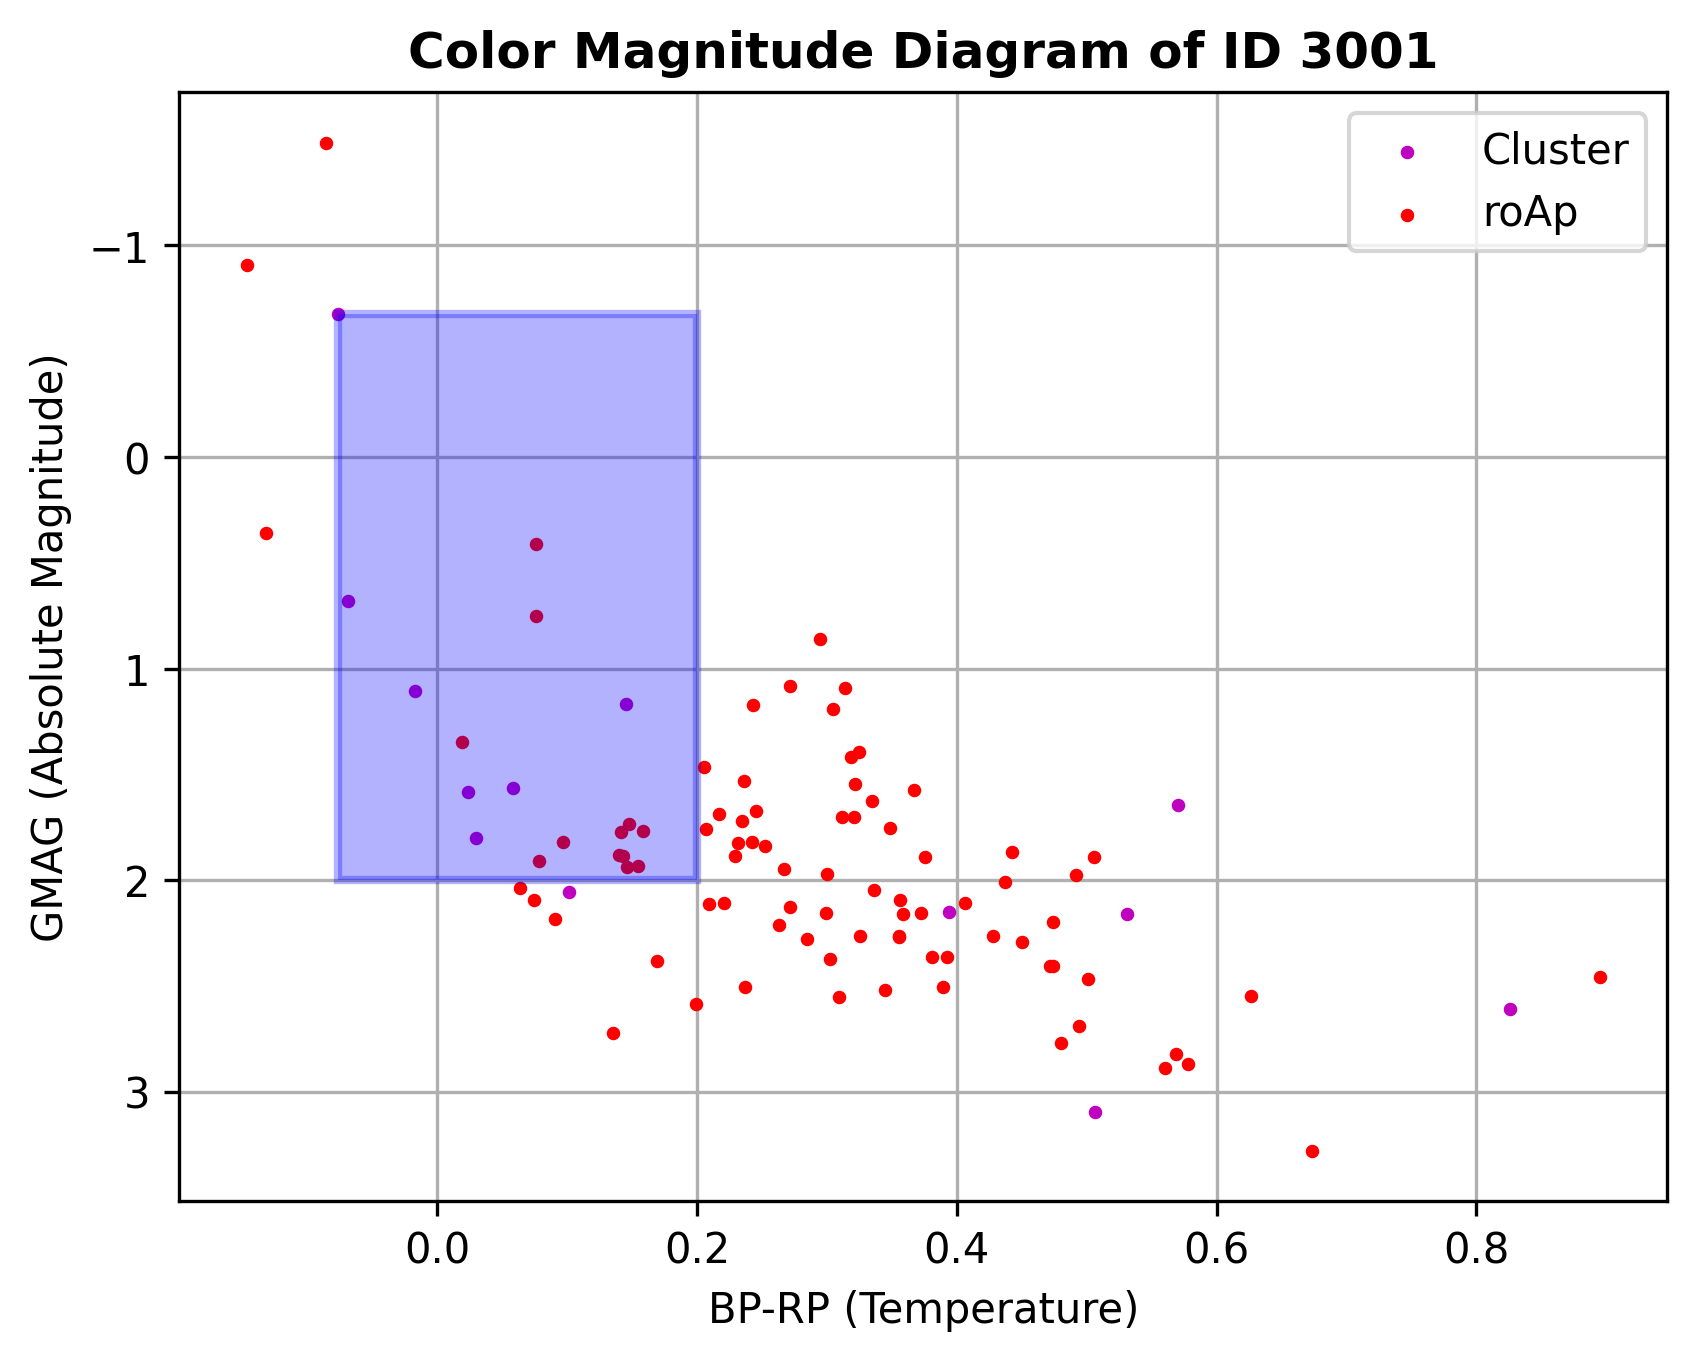 Color Magnitude Diagram of ID 3001
Cluster
roAp
−1
0
1
2
3
GMAG (Absolute Magnitude)
0.0 0.2 0.4 0.6 0.8
BP-RP (Temperature)